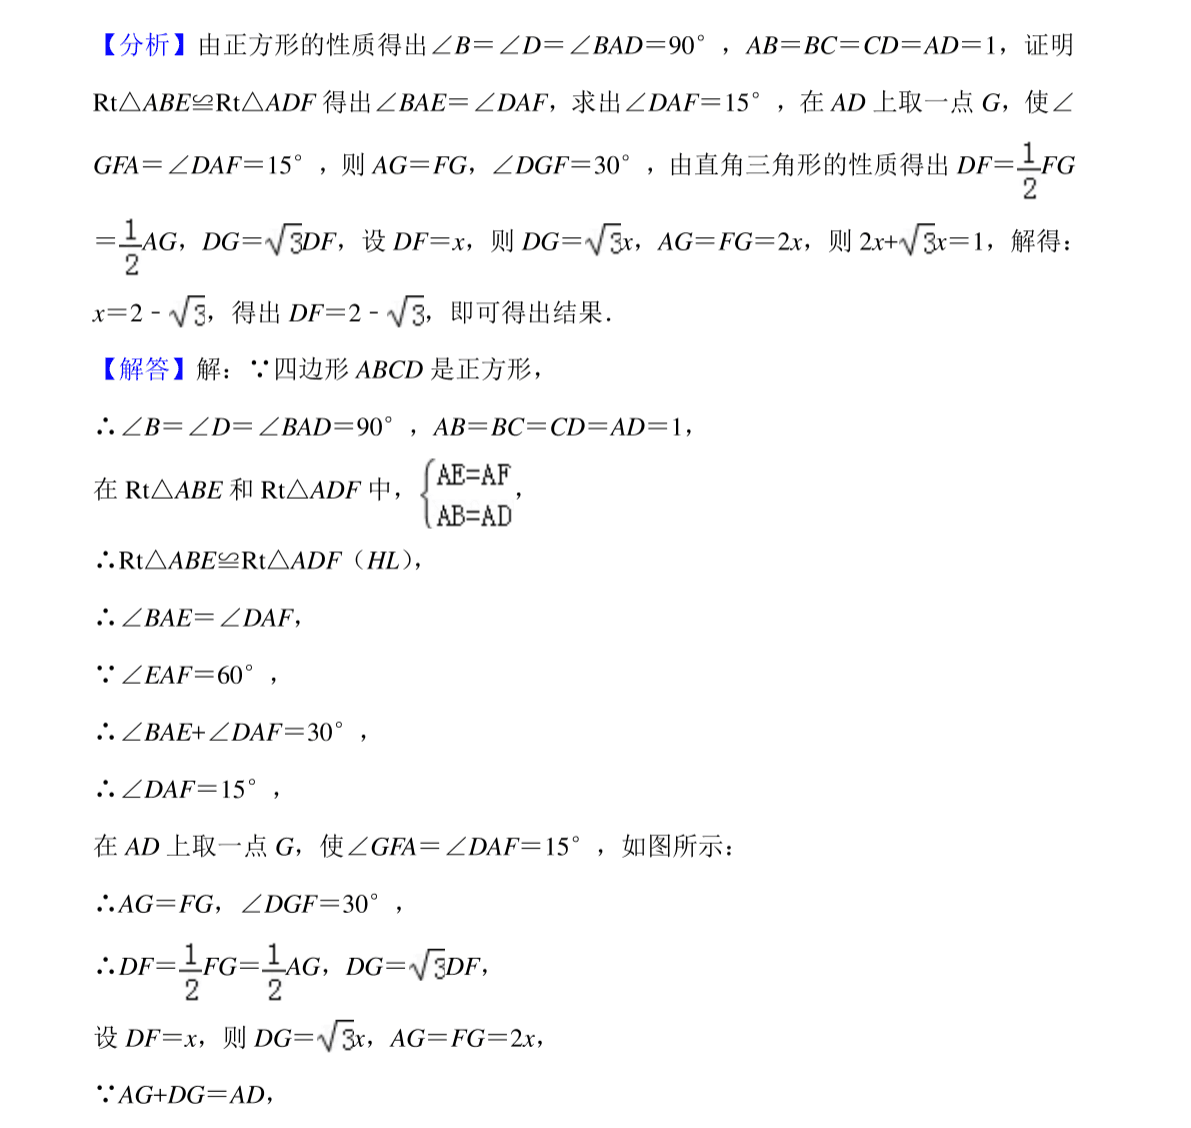 【分析】由正方形的性质得出∠B=∠D=∠BAD=90°，AB=BC=CD=AD=1，证明
Rt△ABE≌Rt△ADF 得出∠BAE=∠DAF，求出∠DAF=15°，在 AD 上取一点 G，使∠
GFA=∠DAF=15°，则 AG=FG，∠DGF=30°，由直角三角形的性质得出 DF=1/2FG
=1/2AG，DG=√3DF，设 DF=x，则 DG=√3x，AG=FG=2x，则 2x+√3x=1，解得：
x=2﹣√3，得出 DF=2﹣√3，即可得出结果．
【解答】解：∵四边形 ABCD 是正方形，
∴∠B=∠D=∠BAD=90°，AB=BC=CD=AD=1，
在 Rt△ABE 和 Rt△ADF 中，{AE=AF
AB=AD，
∴Rt△ABE≌Rt△ADF（HL），
∴∠BAE=∠DAF，
∵∠EAF=60°，
∴∠BAE+∠DAF=30°，
∴∠DAF=15°，
在 AD 上取一点 G，使∠GFA=∠DAF=15°，如图所示：
∴AG=FG，∠DGF=30°，
∴DF=1/2FG=1/2AG，DG=√3DF，
设 DF=x，则 DG=√3x，AG=FG=2x，
∵AG+DG=AD，